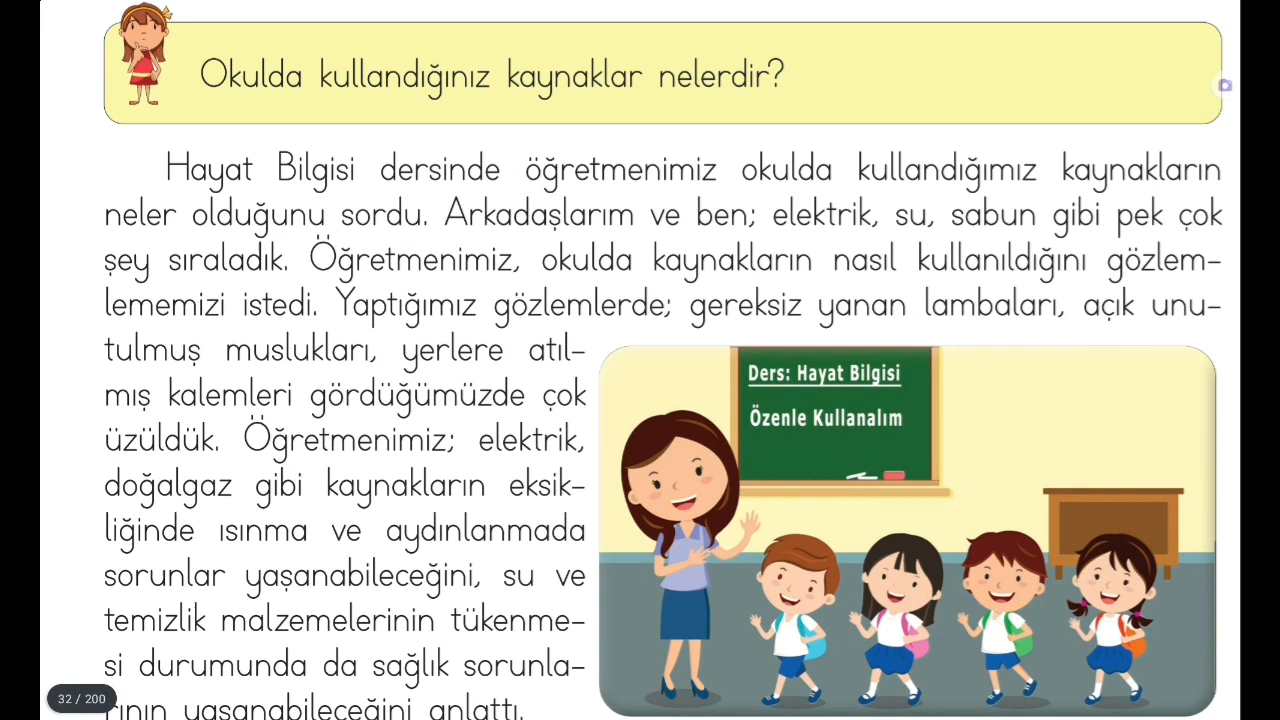 Okulda kullandığınız kaynaklar nelerdir?
Hayat Bilgisi dersinde öğretmenimiz okulda kullandığımız kaynakların
neler olduğunu sordu. Arkadaşlarım ve ben; elektrik, su, sabun gibi pek çok
şey sıraladık. Öğretmenimiz, okulda kaynakların nasıl kullanıldığını gözlem-
lememizi istedi. Yaptığımız gözlemlerde; gereksiz yanan lambaları, açık unu-
tulmuş muslukları, yerlere atıl-
mış kalemleri gördüğümüzde çok
üzüldük. Öğretmenimiz; elektrik,
doğalgaz gibi kaynakların eksik-
liğinde ısınma ve aydınlanmada
sorunlar yaşanabileceğini, su ve
temizlik malzemelerinin tükenme-
si durumunda da sağlık sorunla-
rının yaşanabileceğini anlattı.
Ders: Hayat Bilgisi
Özenle Kullanalım
32 / 200